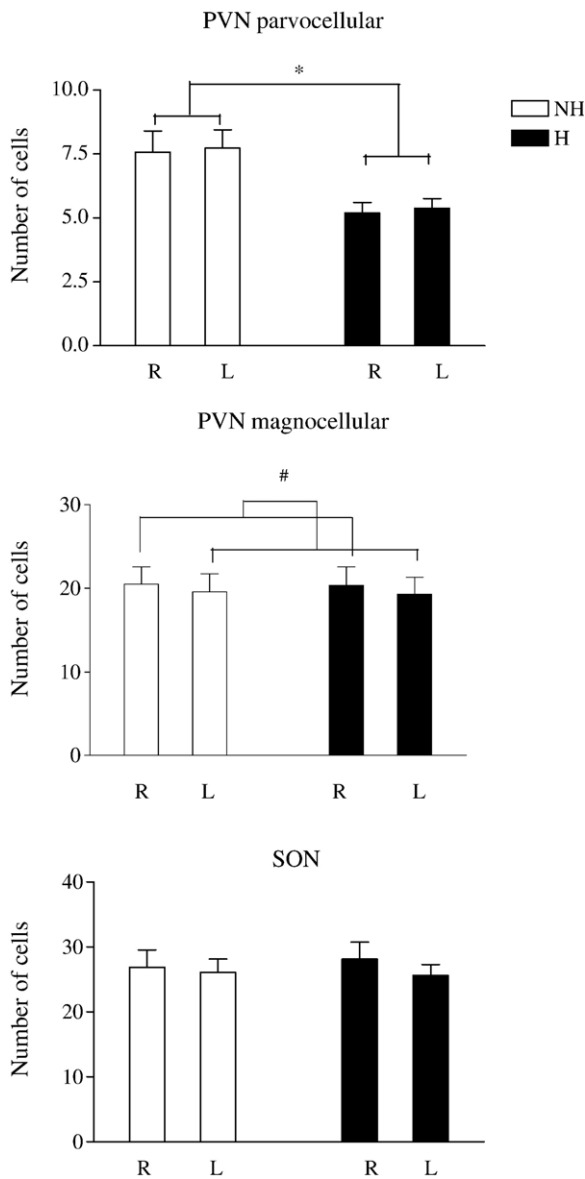 PVN parvocellular
*
Number of cells
10.0
7.5
5.0
2.5
0.0
R L R L
NH
H
PVN magnocellular
#
Number of cells
30
20
10
0
R L R L
SON
Number of cells
40
30
20
10
0
R L R L